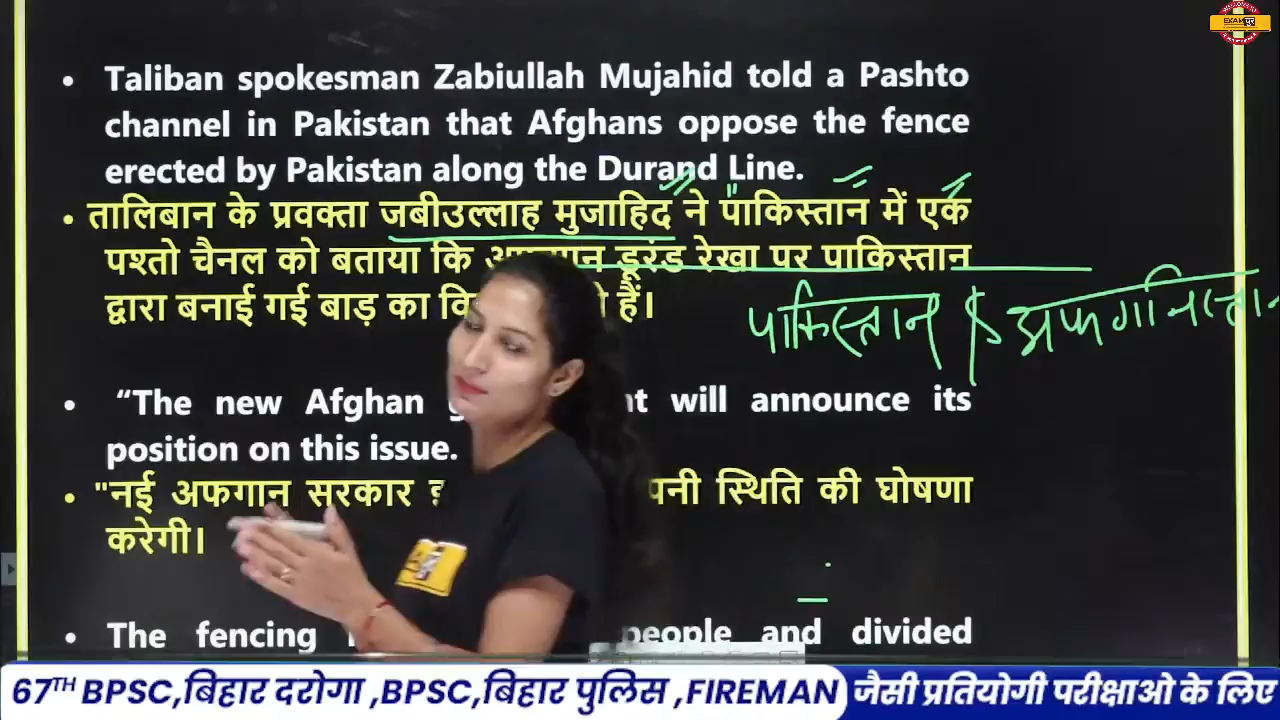 EXAM पुर
Taliban spokesman Zabiullah Mujahid told a Pashto
channel in Pakistan that Afghans oppose the fence
erected by Pakistan along the Durand Line.
तालिबान के प्रवक्ता जबीउल्लाह मुजाहिद ने पाकिस्तान में एक
पश्तो चैनल को बताया कि डूरंड रेखा पर पाकिस्तान
द्वारा बनाई गई बाड़ का हैं।
पाकिस्तान & अफगानिस्तान
“The new Afghan will announce its
position on this issue.
"नई अफगान सरकार स्थिति की घोषणा
करेगी।
The fencing people and divided
67TH BPSC,बिहार दरोगा ,BPSC,बिहार पुलिस ,FIREMAN जैसी प्रतियोगी परीक्षाओ के लिए